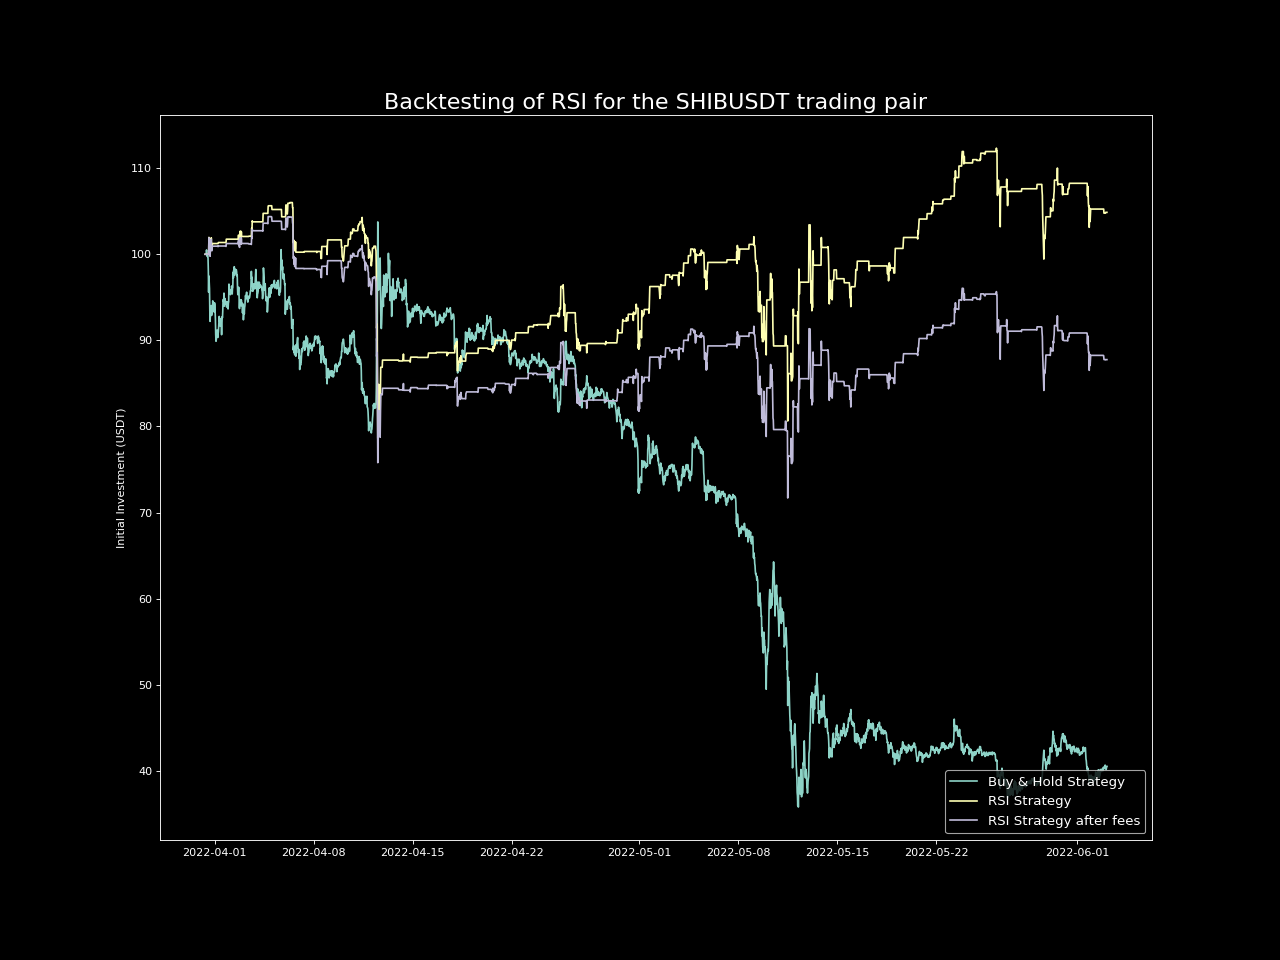 Backtesting of RSI for the SHIBUSDT trading pair
Initial Investment (USDT)
110
100
90
80
70
60
50
40
2022-04-01 2022-04-08 2022-04-15 2022-04-22 2022-05-01 2022-05-08 2022-05-15 2022-05-22 2022-06-01
Buy & Hold Strategy
RSI Strategy
RSI Strategy after fees